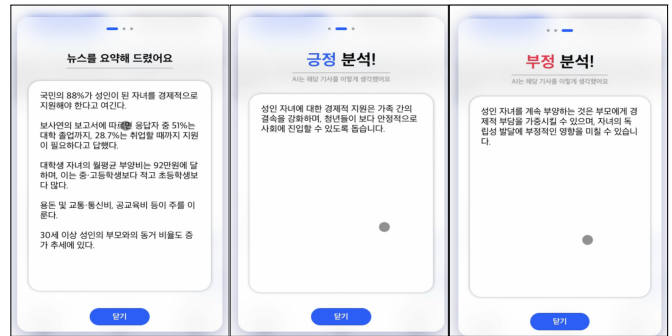 뉴스를 요약해 드렸어요
국민의 88%가 성인이 된 자녀를 경제적으로
지원해야 한다고 여긴다.
보사연의 보고서에 따르면 응답자 중 51%는
대학 졸업까지, 28.7%는 취업할 때까지 지원
이 필요하다고 답했다.
대학생 자녀의 월평균 부양비는 92만원에 달
하며, 이는 중·고등학생보다 적고 초등학생보
다 많다.
용돈 및 교통·통신비, 공교육비 등이 주를 이
룬다.
30세 이상 성인의 부모와의 동거 비율도 증
가 추세에 있다.
닫기
긍정 분석!
AI는 해당 기사를 이렇게 생각했어요
성인 자녀에 대한 경제적 지원은 가족 간의
결속을 강화하며, 청년들이 보다 안정적으로
사회에 진입할 수 있도록 돕습니다.
닫기
부정 분석!
AI는 해당 기사를 이렇게 생각했어요
성인 자녀를 계속 부양하는 것은 부모에게 경
제적 부담을 가중시킬 수 있으며, 자녀의 독
립성 발달에 부정적인 영향을 미칠 수 있습니
다.
닫기